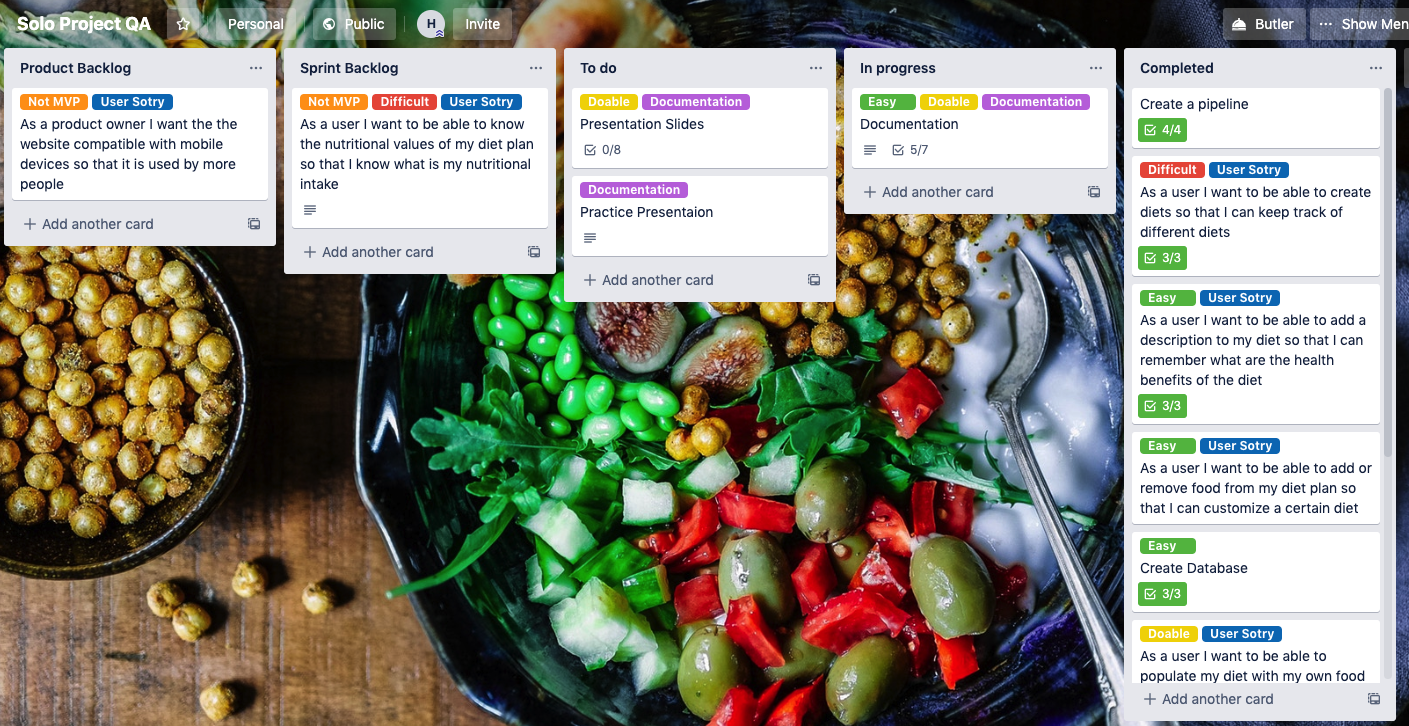 Solo Project QA
Personal
Public
H
Invite
Butler
Show Men
Product Backlog
Not MVP
User Sotry
As a product owner I want the the
website compatible with mobile
devices so that it is used by more
people
Add another card
Sprint Backlog
Not MVP
Difficult
User Sotry
As a user I want to be able to know
the nutritional values of my diet plan
so that I know what is my nutritional
intake
Add another card
To do
Doable
Documentation
Presentation Slides
0/8
Documentation
Practice Presentaion
Add another card
In progress
Easy
Doable
Documentation
Documentation
5/7
Add another card
Completed
Create a pipeline
4/4
Difficult
User Sotry
As a user I want to be able to create
diets so that I can keep track of
different diets
3/3
Easy
User Sotry
As a user I want to be able to add a
description to my diet so that I can
remember what are the health
benefits of the diet
3/3
Easy
User Sotry
As a user I want to be able to add or
remove food from my diet plan so
that I can customize a certain diet
Easy
Create Database
3/3
Doable
User Sotry
As a user I want to be able to
populate my diet with my own food
Add another card